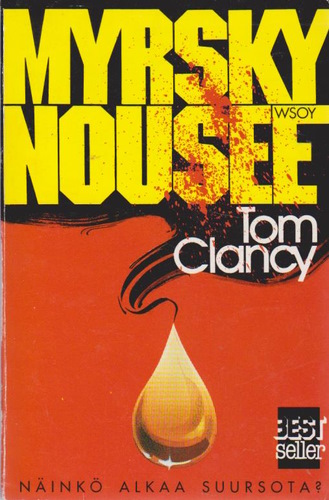 MYRSKY
WSOY
NOUSEE
Tom
Clancy
BEST
seller
NÄINKÖ ALKAA SUURSOTA?